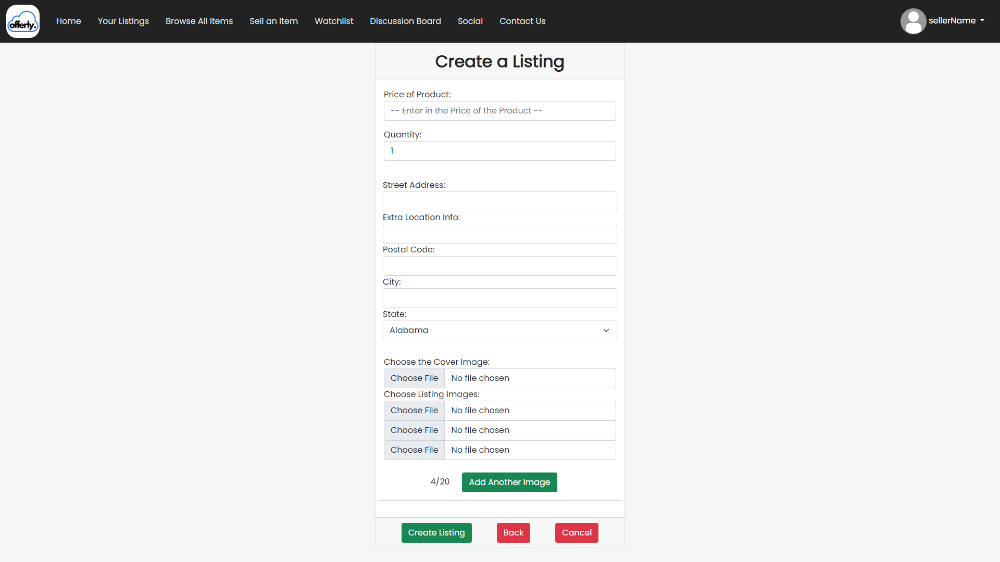 offerly.
Home
Your Listings
Browse All Items
Sell an Item
Watchlist
Discussion Board
Social
Contact Us
sellerName
Create a Listing
Price of Product:
-- Enter in the Price of the Product --
Quantity:
1
Street Address:
Extra Location Info:
Postal Code:
City:
State:
Alabama
Choose the Cover Image:
Choose File No file chosen
Choose Listing Images:
Choose File No file chosen
Choose File No file chosen
Choose File No file chosen
4/20 Add Another Image
Create Listing Back Cancel